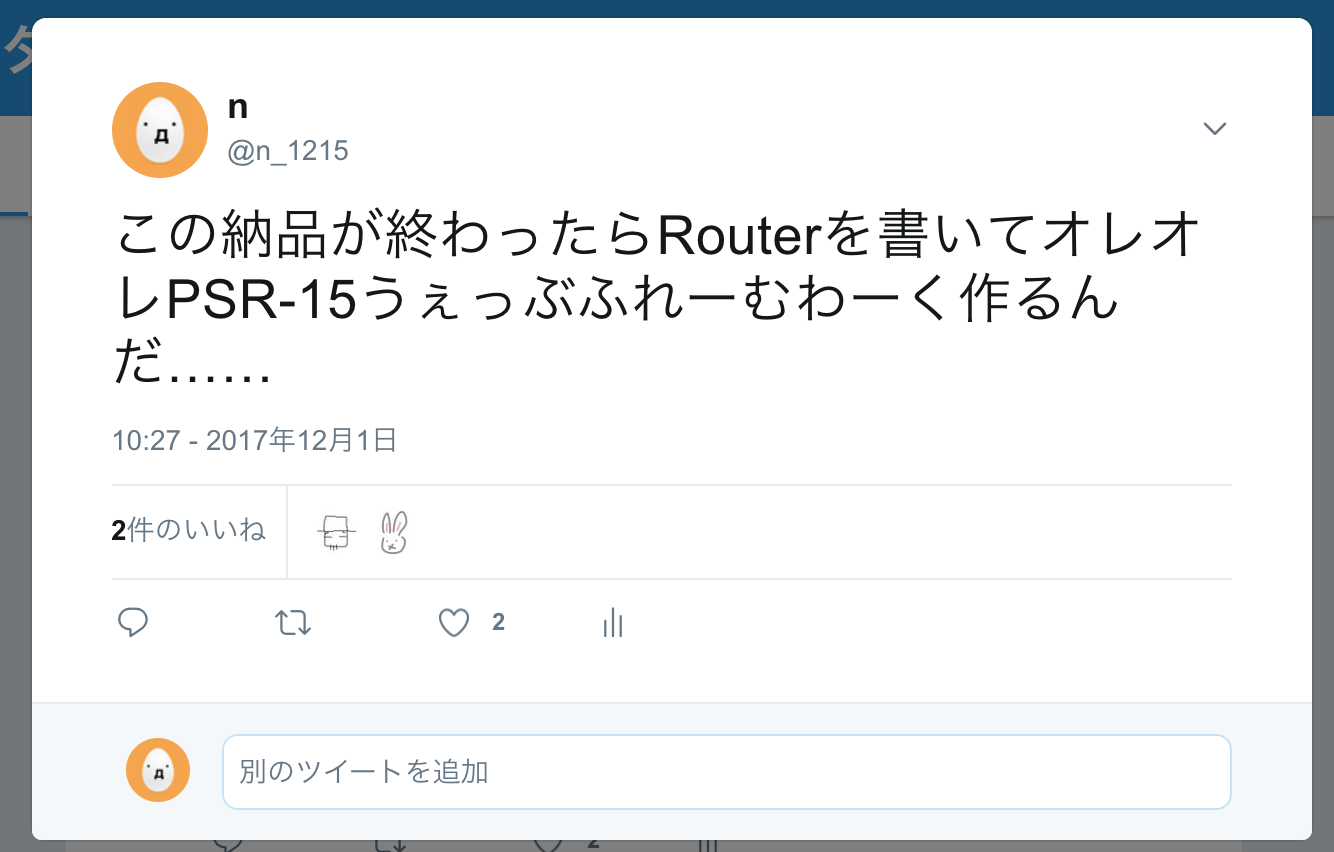 n
@n_1215
この納品が終わったらRouterを書いてオレオ
レPSR-15うぇっぶふれーむわーく作るん
だ……
10:27 - 2017年12月1日
2件のいいね
2
別のツイートを追加
2